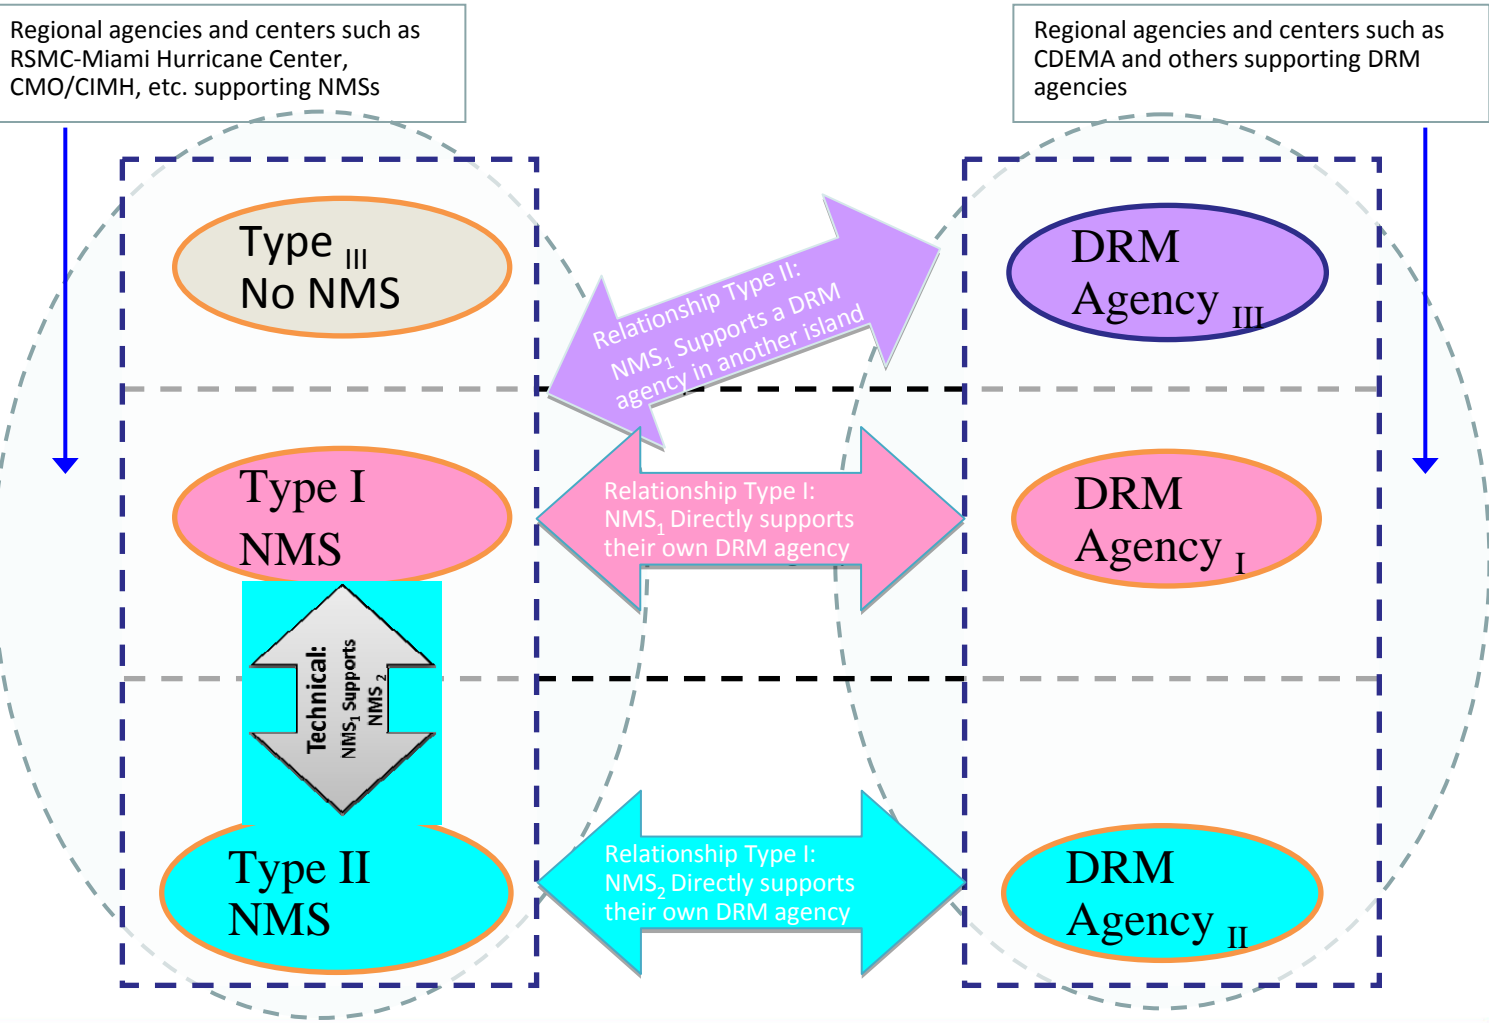 Regional agencies and centers such as
RSMC-Miami Hurricane Center,
CMO/CIMH, etc. supporting NMSs
Regional agencies and centers such as
CDEMA and others supporting DRM
agencies
Type III
No NMS
Relationship Type II:
NMS1 Supports a DRM
agency in another island
DRM
Agency III
Type I
NMS
Relationship Type I:
NMS1 Directly supports
their own DRM agency
DRM
Agency I
Technical:
NMS1 Supports
NMS 2
Type II
NMS
Relationship Type I:
NMS2 Directly supports
their own DRM agency
DRM
Agency II